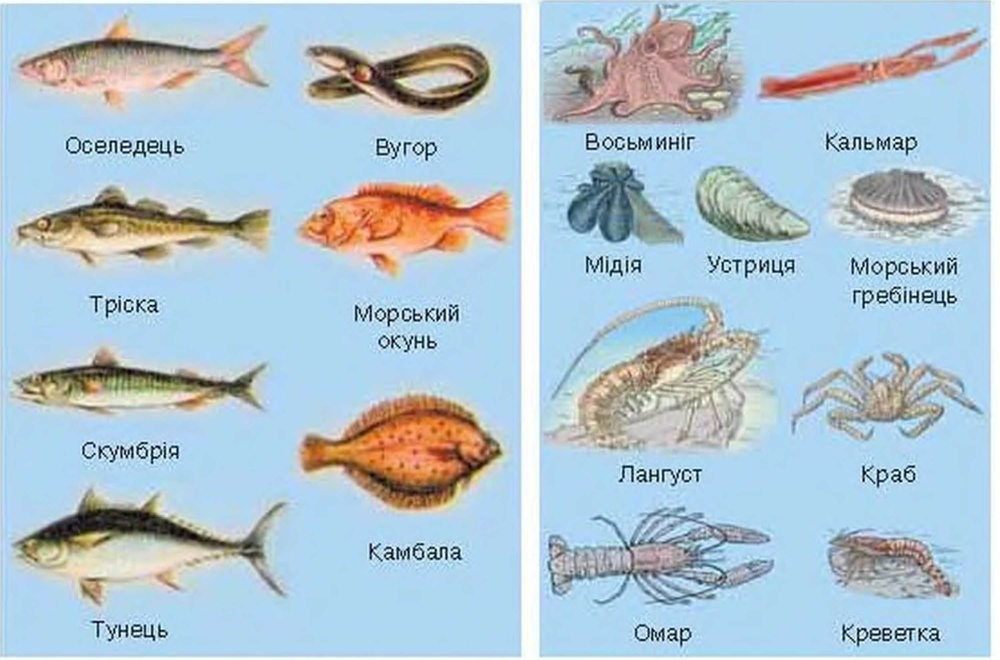 Оселедець
Вугор
Тріска
Морський
окунь
Скумбрія
Камбала
Тунець
Восьминіг
Кальмар
Мідія
Устриця
Морський
гребінець
Лангуст
Краб
Омар
Креветка